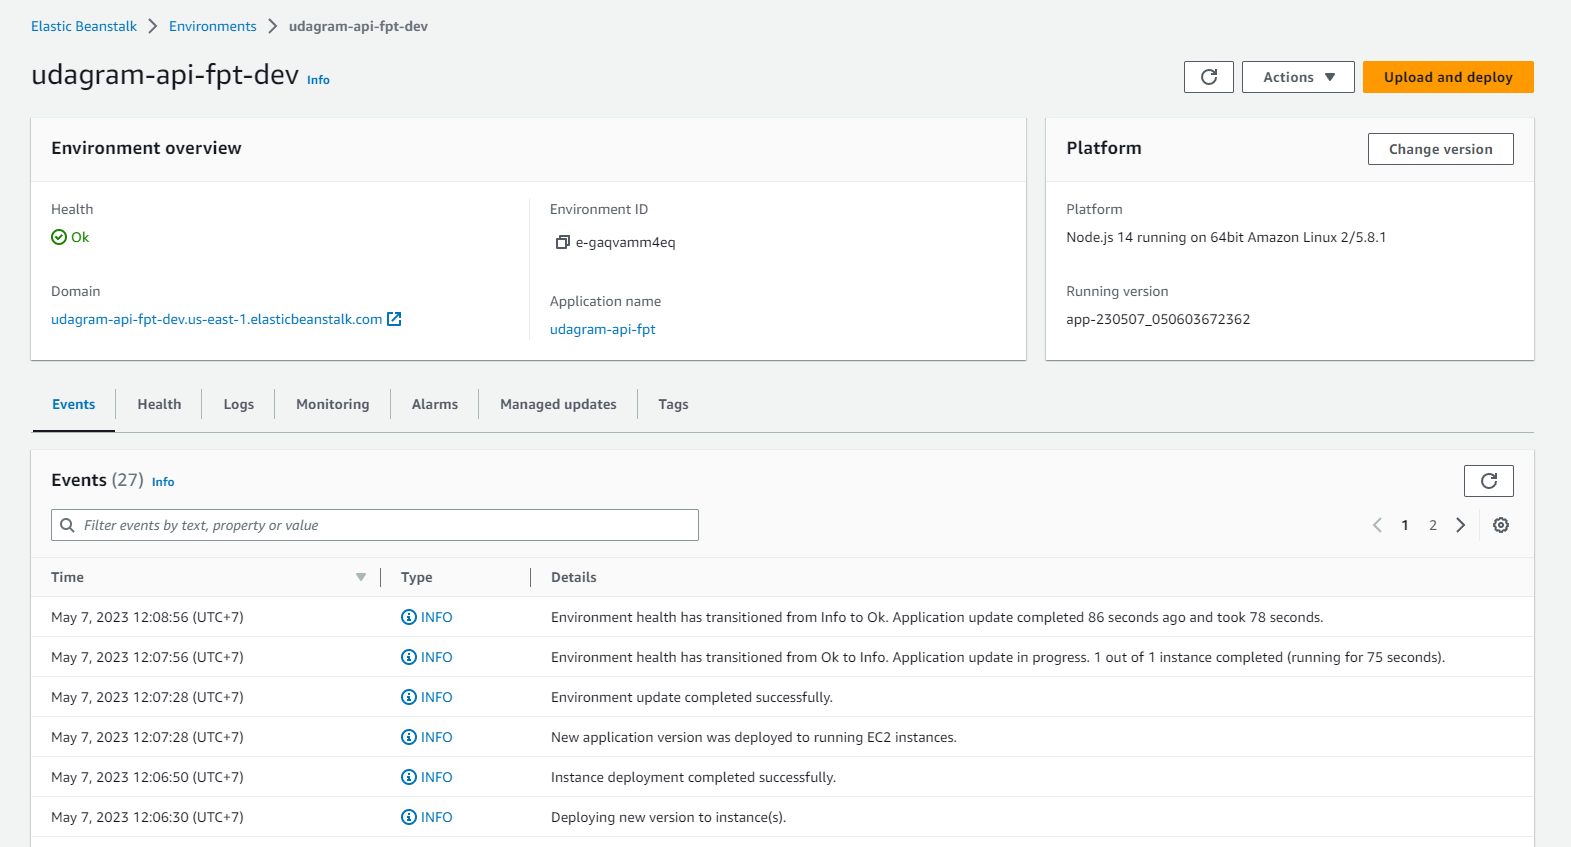 Elastic Beanstalk > Environments > udagram-api-fpt-dev
udagram-api-fpt-dev Info
Actions
Upload and deploy
Environment overview
Health
Ok
Domain
udagram-api-fpt-dev.us-east-1.elasticbeanstalk.com
Environment ID
e-gaqvamm4eq
Application name
udagram-api-fpt
Platform
Change version
Platform
Node.js 14 running on 64bit Amazon Linux 2/5.8.1
Running version
app-230507_050603672362
Events Health Logs Monitoring Alarms Managed updates Tags
Events (27) Info
Filter events by text, property or value
1 2
Time Type Details
May 7, 2023 12:08:56 (UTC+7) INFO Environment health has transitioned from Info to Ok. Application update completed 86 seconds ago and took 78 seconds.
May 7, 2023 12:07:56 (UTC+7) INFO Environment health has transitioned from Ok to Info. Application update in progress. 1 out of 1 instance completed (running for 75 seconds).
May 7, 2023 12:07:28 (UTC+7) INFO Environment update completed successfully.
May 7, 2023 12:07:28 (UTC+7) INFO New application version was deployed to running EC2 instances.
May 7, 2023 12:06:50 (UTC+7) INFO Instance deployment completed successfully.
May 7, 2023 12:06:30 (UTC+7) INFO Deploying new version to instance(s).